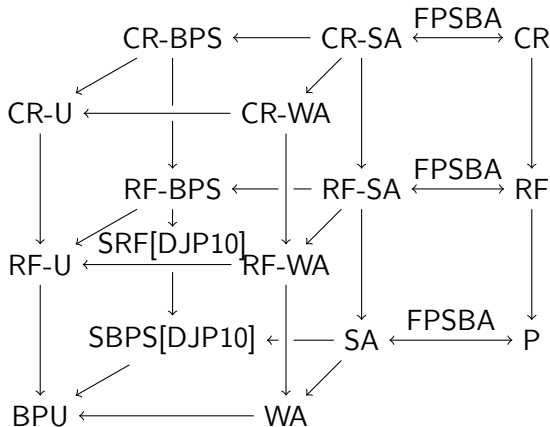 CR-BPS CR-SA FPSBA CR
CR-U CR-WA
RF-BPS RF-SA FPSBA RF
SRF[DJP10]
RF-U RF-WA
SBPS[DJP10] SA FPSBA P
BPU WA